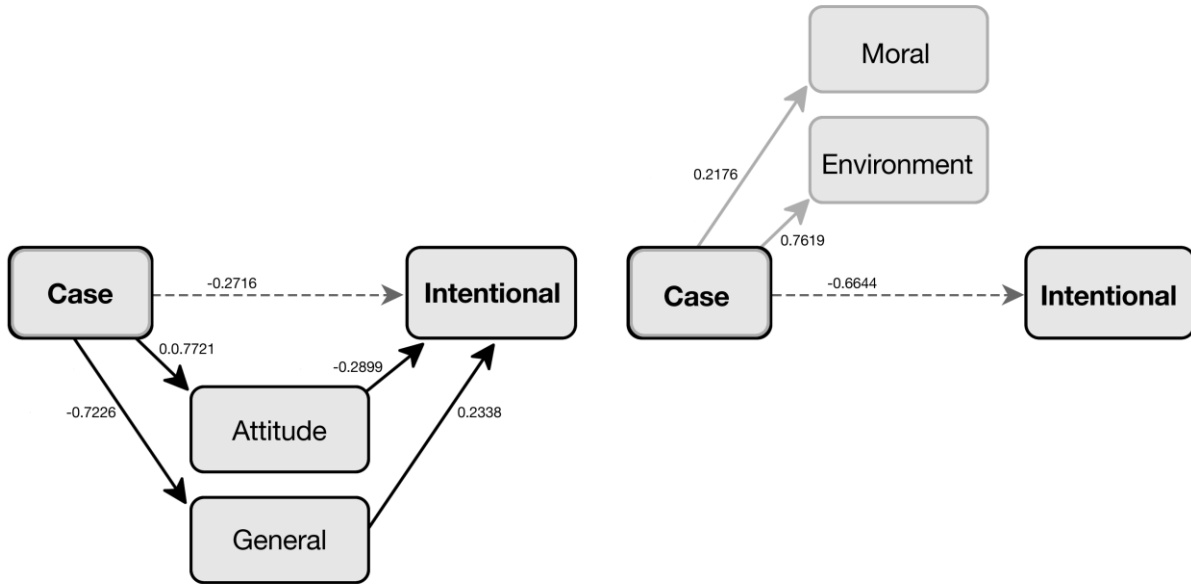 Moral
Environment
0.2176
0.7619
Case
-0.2716
Intentional
Case
-0.6644
Intentional
0.0.7721
-0.2899
-0.7226
0.2338
Attitude
General